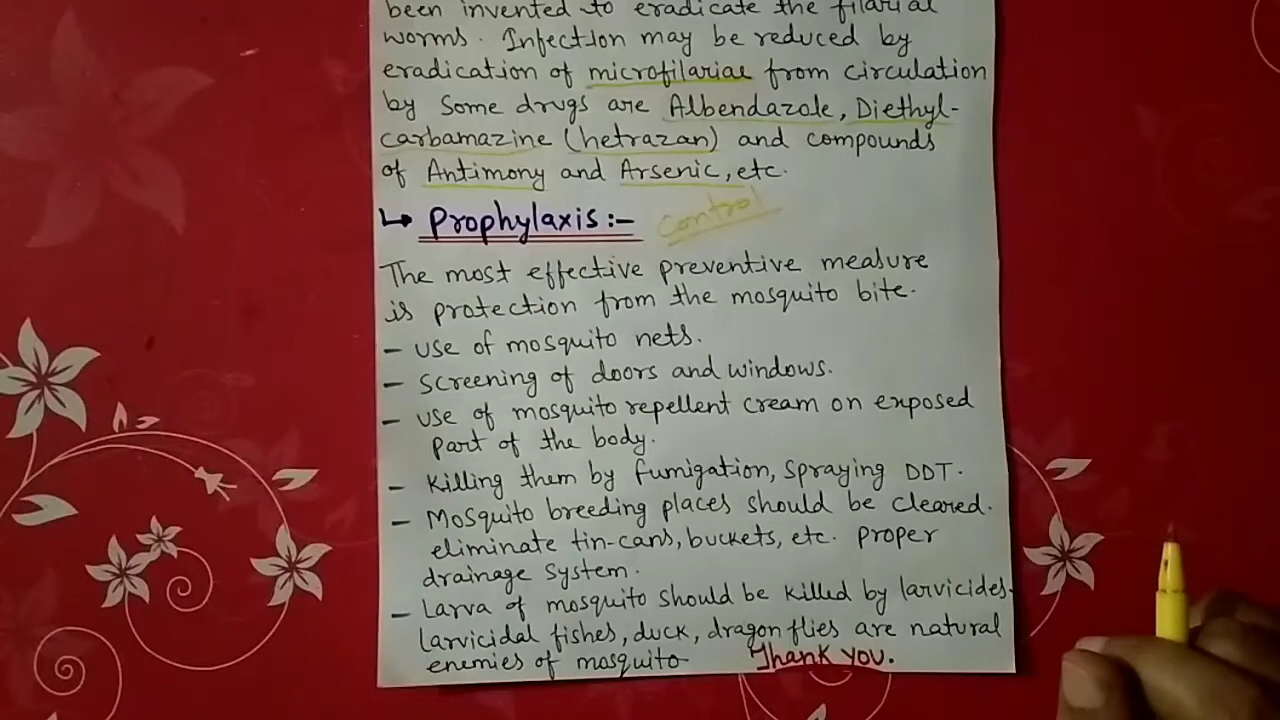 been invented to eradicate the filarial
worms. Infection may be reduced by
eradication of microfilariae from circulation
by some drugs are Albendazole, Diethyl-
carbamazine (hetrazan) and compounds
of Antimony and Arsenic, etc.
↳ Prophylaxis:- control
The most effective preventive measure
is protection from the mosquito bite.
- use of mosquito nets.
- screening of doors and windows.
- use of mosquito repellent cream on exposed
part of the body.
- killing them by fumigation, spraying DDT.
- Mosquito breeding places should be cleared.
eliminate tin-cans, buckets, etc. proper
drainage system.
- Larva of mosquito should be killed by larvicides.
larvicidal fishes, duck, dragon flies are natural
enemies of mosquito Thank you.